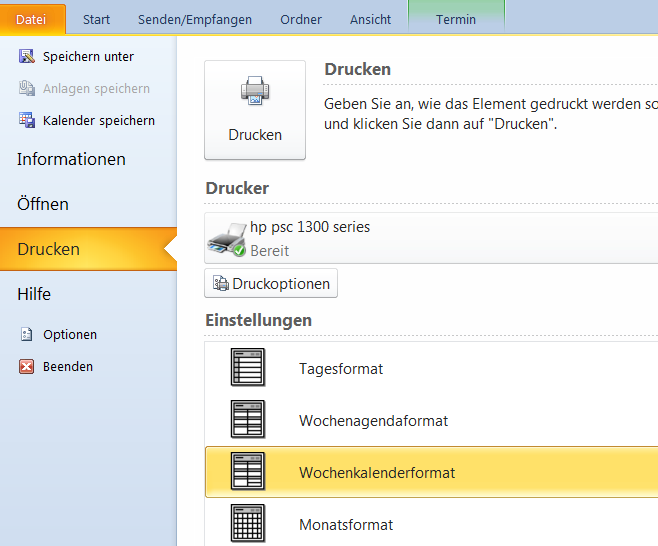 Datei Start Senden/Empfangen Ordner Ansicht Termin
Speichern unter
Anlagen speichern
Kalender speichern
Informationen
Öffnen
Drucken
Hilfe
Optionen
Beenden
Drucken
Drucken
Geben Sie an, wie das Element gedruckt werden so
und klicken Sie dann auf "Drucken".
Drucker
hp psc 1300 series
Bereit
Druckoptionen
Einstellungen
Tagesformat
Wochenagendaformat
Wochenkalenderformat
Monatsformat